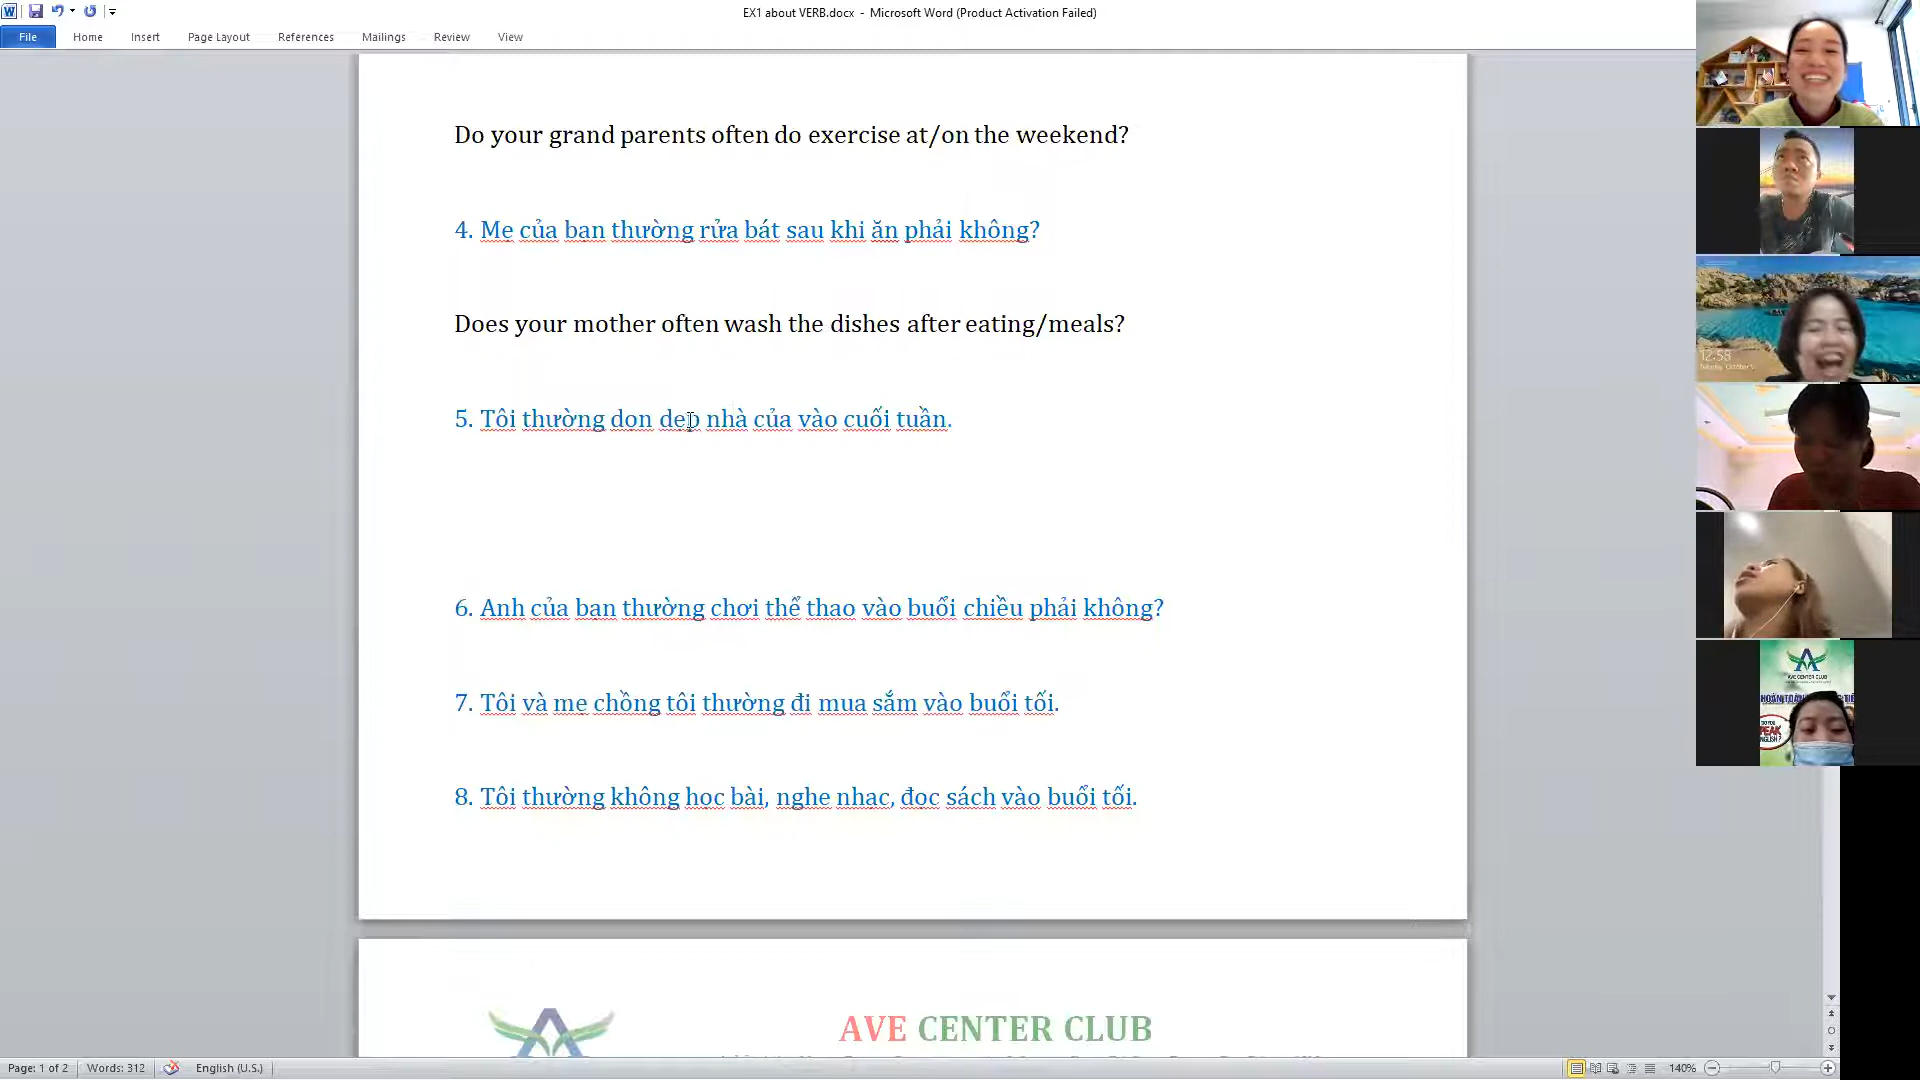 EX1 about VERB.docx - Microsoft Word (Product Activation Failed)
File Home Insert Page Layout References Mailings Review View
Do your grand parents often do exercise at/on the weekend?
4. Mẹ của bạn thường rửa bát sau khi ăn phải không?
Does your mother often wash the dishes after eating/meals?
5. Tôi thường dọn dẹp nhà của vào cuối tuần.
6. Anh của bạn thường chơi thể thao vào buổi chiều phải không?
7. Tôi và mẹ chồng tôi thường đi mua sắm vào buổi tối.
8. Tôi thường không học bài, nghe nhạc, đọc sách vào buổi tối.
AVE CENTER CLUB
12:58
AVE CENTER CLUB
Page: 1 of 2 Words: 312 English (U.S.) 140%